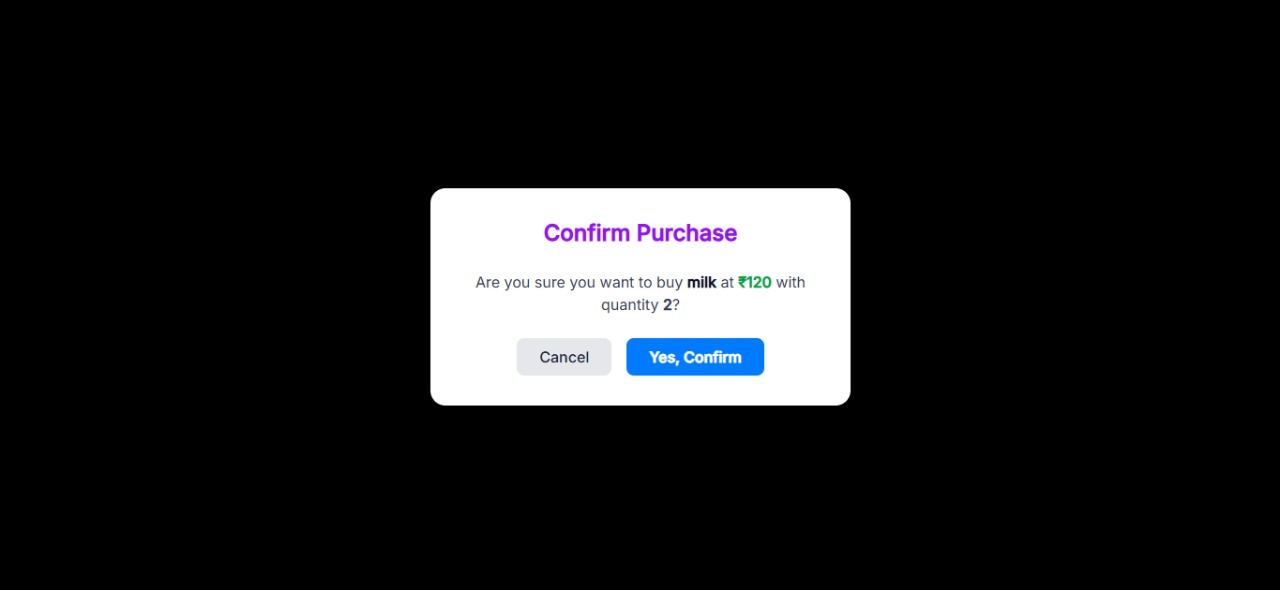 Confirm Purchase
Are you sure you want to buy milk at ₹120 with
quantity 2?
Cancel
Yes, Confirm